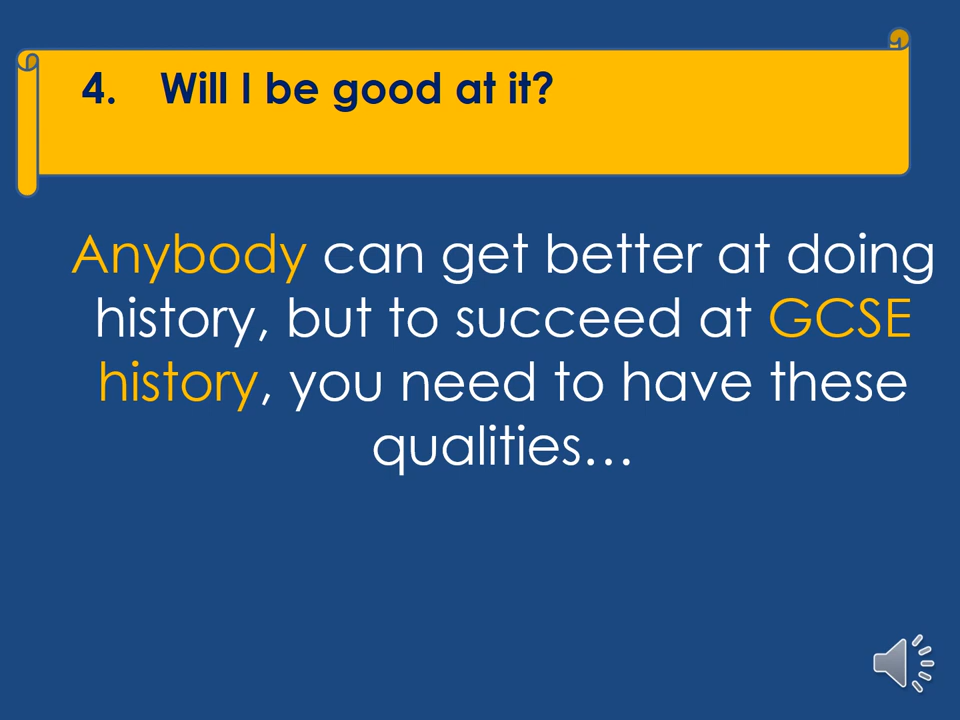 4. Will I be good at it?
Anybody can get better at doing
history, but to succeed at GCSE
history, you need to have these
qualities…